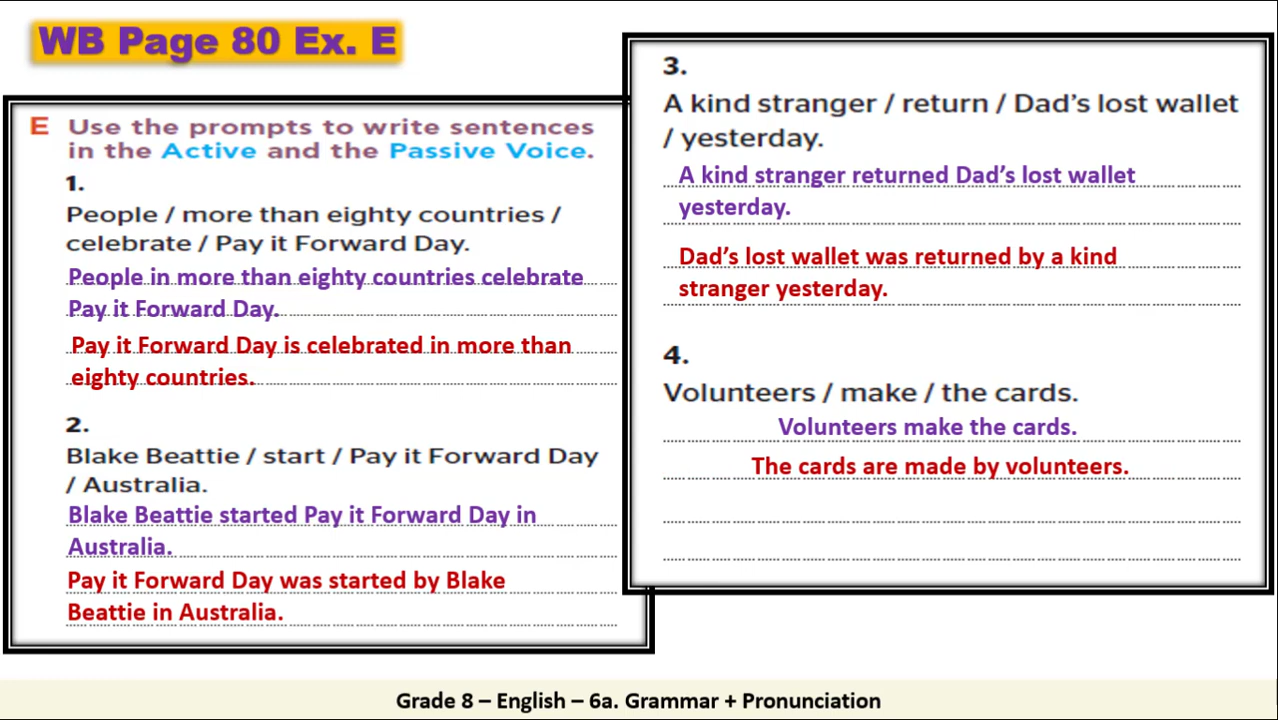 WB Page 80 Ex. E
E Use the prompts to write sentences
in the Active and the Passive Voice.
1.
People / more than eighty countries /
celebrate / Pay it Forward Day.
People in more than eighty countries celebrate
Pay it Forward Day.
Pay it Forward Day is celebrated in more than
eighty countries.
2.
Blake Beattie / start / Pay it Forward Day
/ Australia.
Blake Beattie started Pay it Forward Day in
Australia.
Pay it Forward Day was started by Blake
Beattie in Australia.
3.
A kind stranger / return / Dad’s lost wallet
/ yesterday.
A kind stranger returned Dad’s lost wallet
yesterday.
Dad’s lost wallet was returned by a kind
stranger yesterday.
4.
Volunteers / make / the cards.
Volunteers make the cards.
The cards are made by volunteers.
Grade 8 – English – 6a. Grammar + Pronunciation